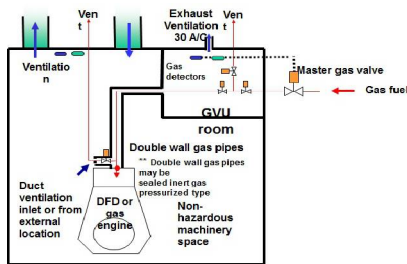 Ven
t
Exhaust
Ventilation
30 A/C
Ven
t
Ventilatio
n
Gas
detectors
Master gas valve
Gas fuel
GVU
room
Double wall gas pipes
** Double wall gas pipes
may be
sealed inert gas
pressurized type
Duct
ventilation
inlet or from
external
location
DFD or
gas
engine
Non-
hazardous
machinery
space